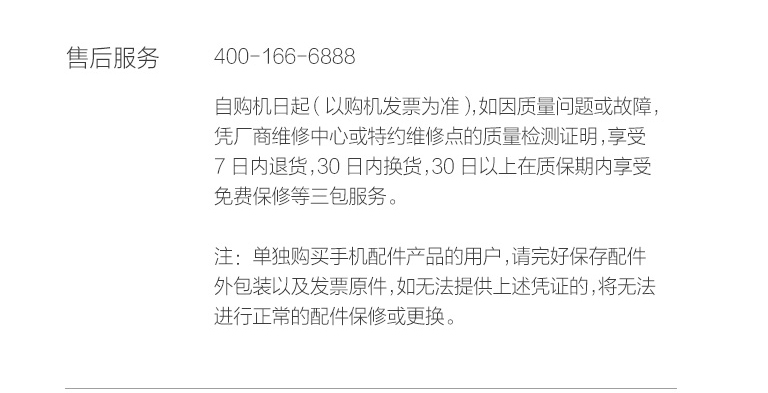 售后服务 400-166-6888
自购机日起(以购机发票为准),如因质量问题或故障,
凭厂商维修中心或特约维修点的质量检测证明,享受
7日内退货,30日内换货,30日以上在质保期内享受
免费保修等三包服务。
注：单独购买手机配件产品的用户,请完好保存配件
外包装以及发票原件,如无法提供上述凭证的,将无法
进行正常的配件保修或更换。